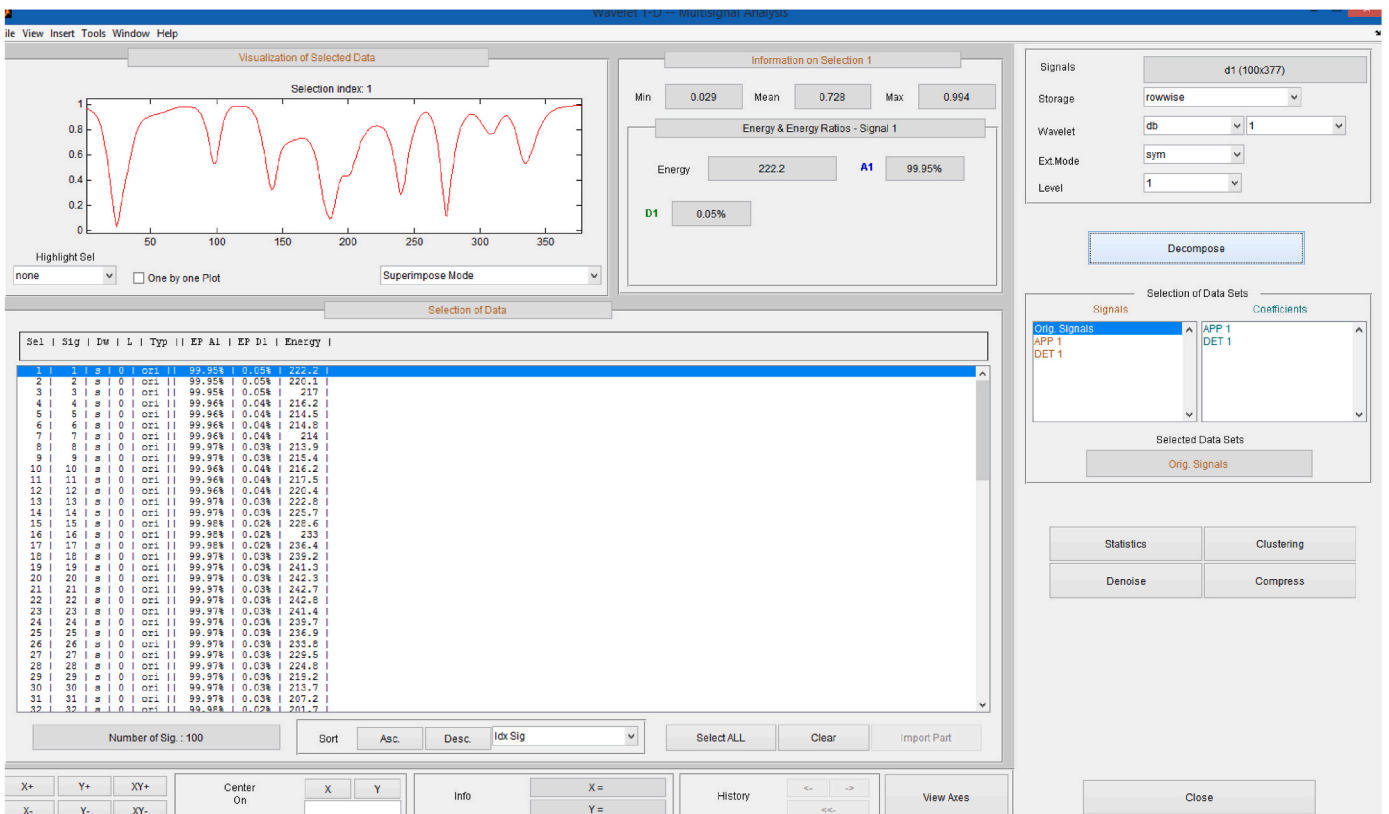 Wavelet 1-D -- Multisignal Analysis
ile View Insert Tools Window Help
Visualization of Selected Data
Selection index: 1
1
0.8
0.6
0.4
0.2
0
50 100 150 200 250 300 350
Highlight Sel
none One by one Plot Superimpose Mode
Information on Selection 1
Min 0.029 Mean 0.728 Max 0.994
Energy & Energy Ratios - Signal 1
Energy 222.2 A1 99.95%
D1 0.05%
Signals d1 (100x377)
Storage rowwise
Wavelet db 1
Ext.Mode sym
Level 1
Decompose
Selection of Data Sets
Signals Coefficients
Orig. Signals APP 1
APP 1 DET 1
DET 1
Selected Data Sets
Orig. Signals
Statistics Clustering
Denoise Compress
Selection of Data
Sel | Sig | Dw | L | Typ || EP A1 | EP D1 | Energy |
1 | 1 | s | 0 | ori || 99.95% | 0.05% | 222.2 |
2 | 2 | s | 0 | ori || 99.95% | 0.05% | 220.1 |
3 | 3 | s | 0 | ori || 99.95% | 0.05% | 217 |
4 | 4 | s | 0 | ori || 99.96% | 0.04% | 216.2 |
5 | 5 | s | 0 | ori || 99.96% | 0.04% | 214.5 |
6 | 6 | s | 0 | ori || 99.96% | 0.04% | 214.8 |
7 | 7 | s | 0 | ori || 99.96% | 0.04% | 214 |
8 | 8 | s | 0 | ori || 99.97% | 0.03% | 213.9 |
9 | 9 | s | 0 | ori || 99.97% | 0.03% | 215.4 |
10 | 10 | s | 0 | ori || 99.96% | 0.04% | 216.2 |
11 | 11 | s | 0 | ori || 99.96% | 0.04% | 217.5 |
12 | 12 | s | 0 | ori || 99.96% | 0.04% | 220.4 |
13 | 13 | s | 0 | ori || 99.97% | 0.03% | 222.8 |
14 | 14 | s | 0 | ori || 99.97% | 0.03% | 225.7 |
15 | 15 | s | 0 | ori || 99.98% | 0.02% | 228.6 |
16 | 16 | s | 0 | ori || 99.98% | 0.02% | 233 |
17 | 17 | s | 0 | ori || 99.98% | 0.02% | 236.4 |
18 | 18 | s | 0 | ori || 99.97% | 0.03% | 239.2 |
19 | 19 | s | 0 | ori || 99.97% | 0.03% | 241.3 |
20 | 20 | s | 0 | ori || 99.97% | 0.03% | 242.3 |
21 | 21 | s | 0 | ori || 99.97% | 0.03% | 242.7 |
22 | 22 | s | 0 | ori || 99.97% | 0.03% | 242.8 |
23 | 23 | s | 0 | ori || 99.97% | 0.03% | 241.4 |
24 | 24 | s | 0 | ori || 99.97% | 0.03% | 239.7 |
25 | 25 | s | 0 | ori || 99.97% | 0.03% | 236.9 |
26 | 26 | s | 0 | ori || 99.97% | 0.03% | 233.8 |
27 | 27 | s | 0 | ori || 99.97% | 0.03% | 229.5 |
28 | 28 | s | 0 | ori || 99.97% | 0.03% | 224.8 |
29 | 29 | s | 0 | ori || 99.97% | 0.03% | 219.2 |
30 | 30 | s | 0 | ori || 99.97% | 0.03% | 213.7 |
31 | 31 | s | 0 | ori || 99.97% | 0.03% | 207.2 |
32 | 32 | s | 0 | ori || 99.98% | 0.02% | 201.7 |
Number of Sig. : 100 Sort Asc. Desc. Idx Sig Select ALL Clear Import Part
X+ Y+ XY+ Center On X Y Info X = History <- -> View Axes Close
X- Y- XY- Y = <<-